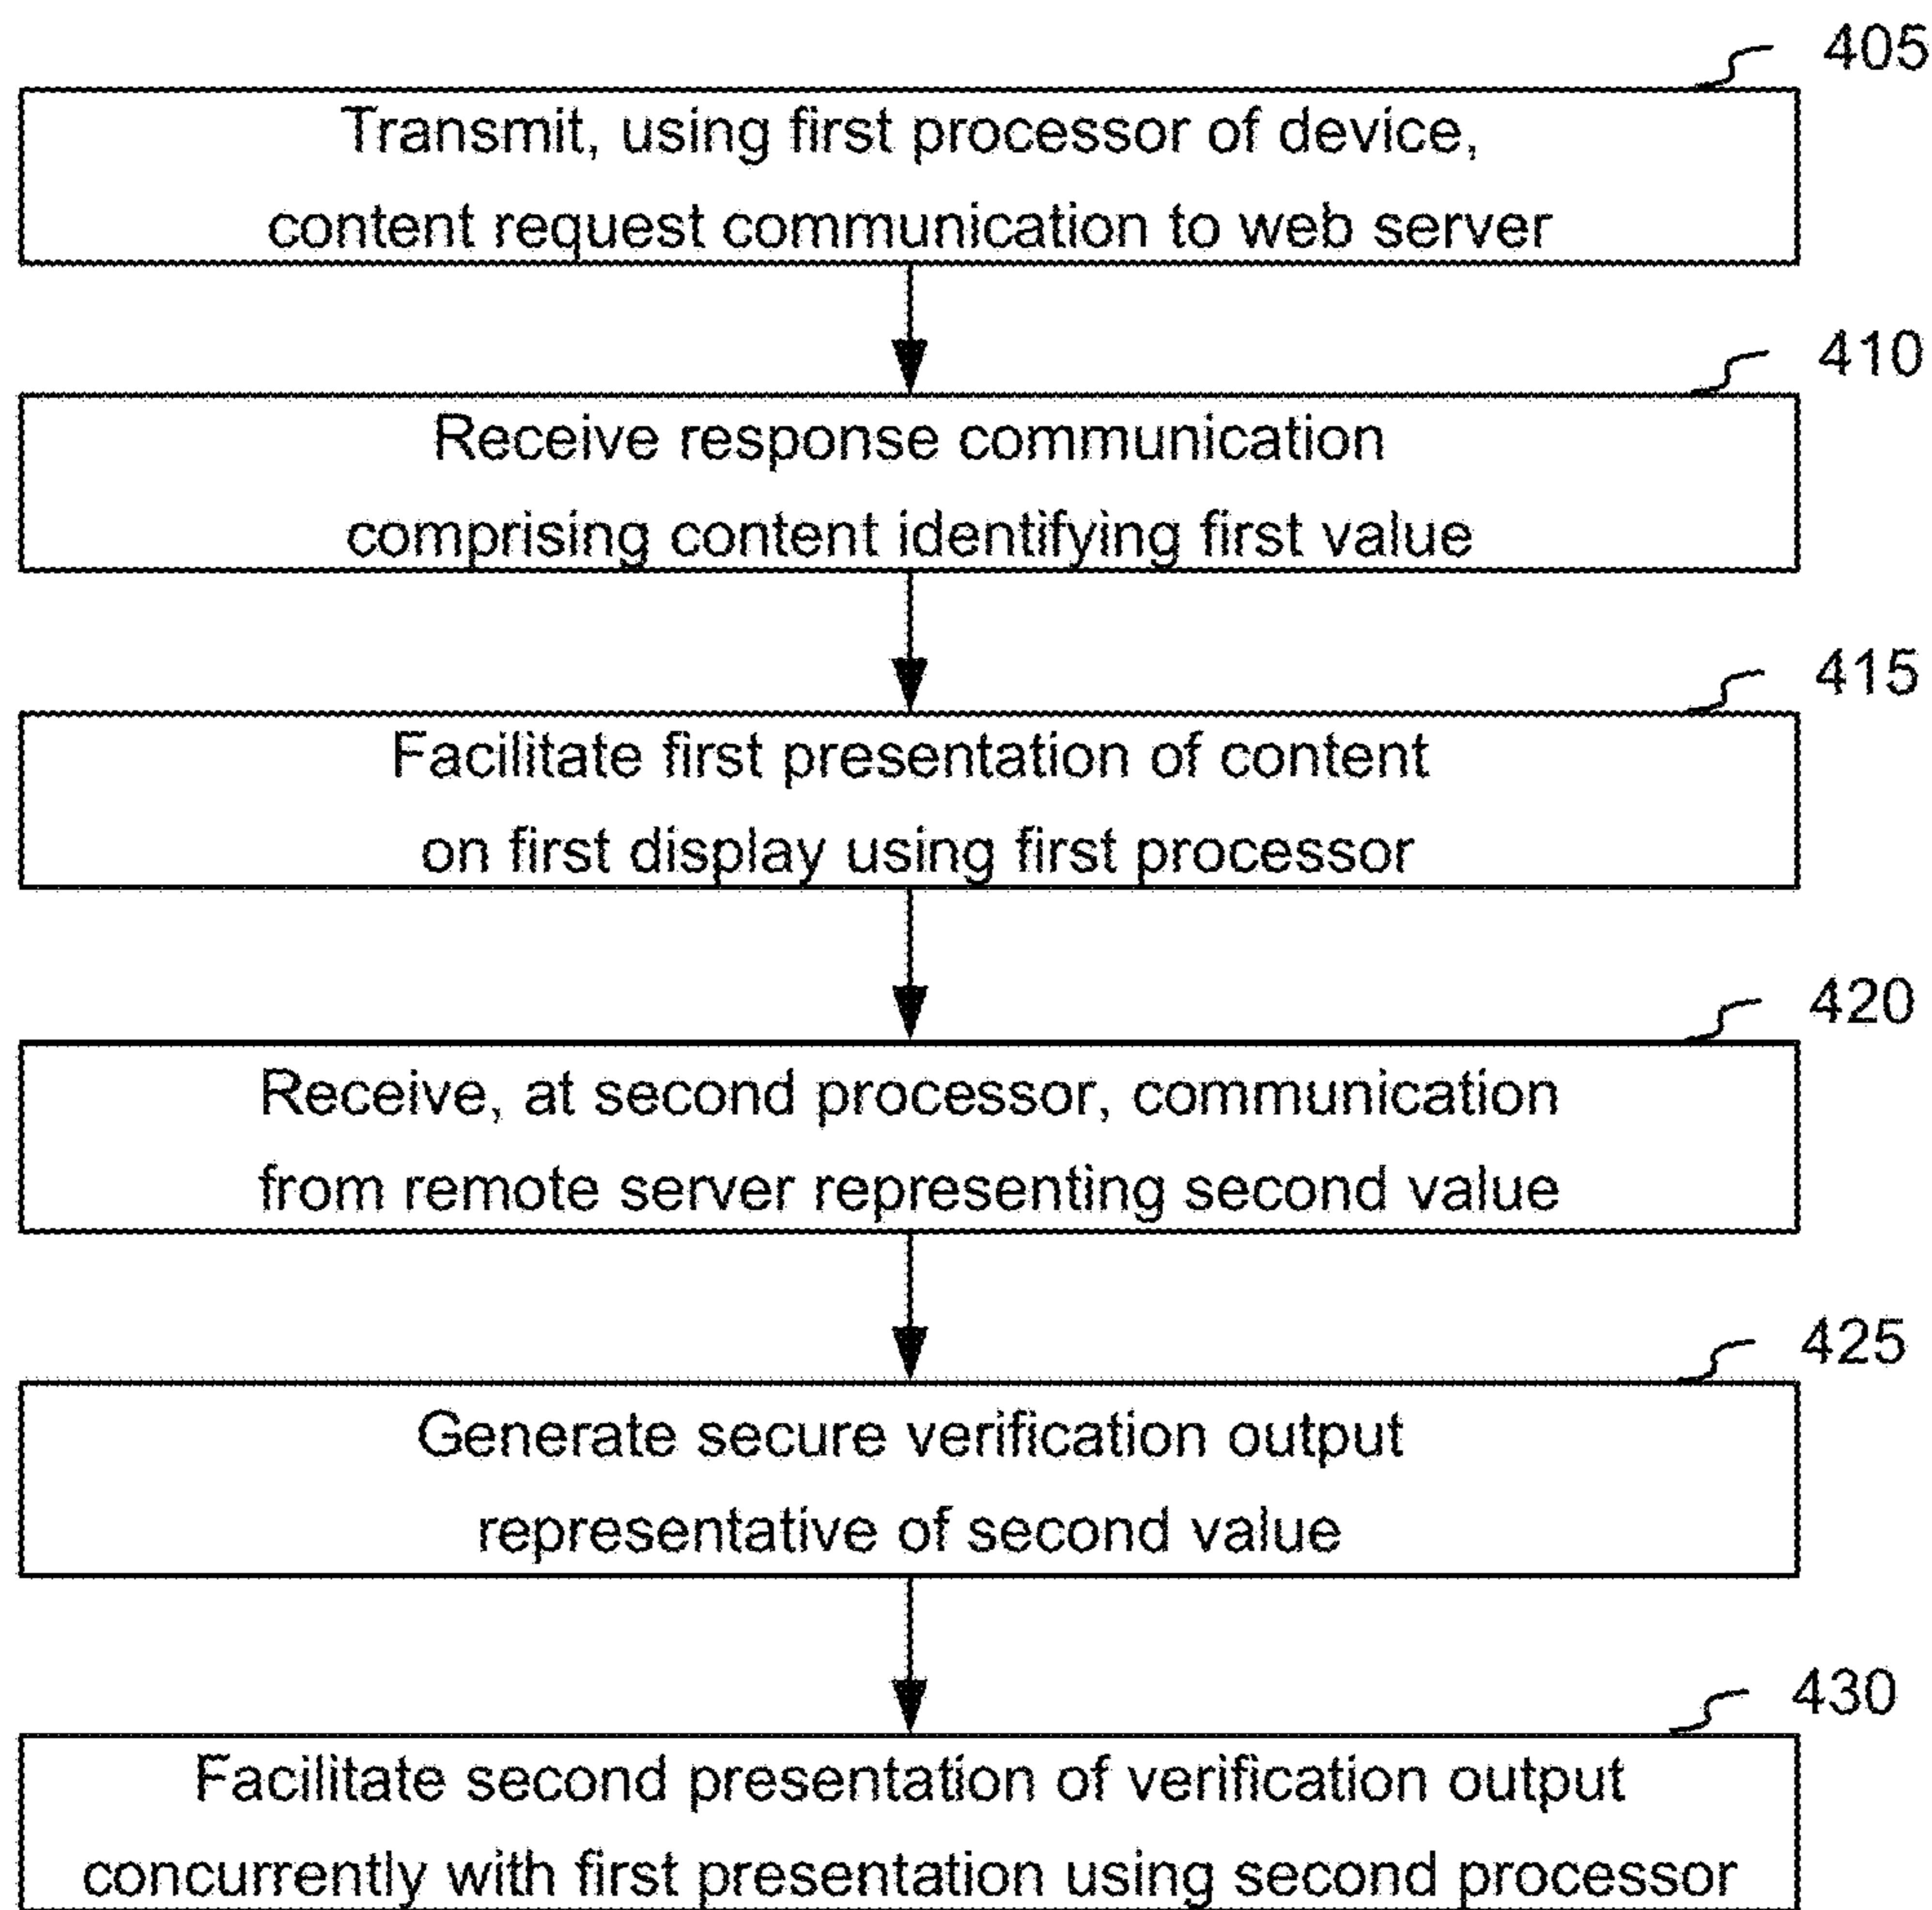 405
Transmit, using first processor of device,
content request communication to web server
410
Receive response communication
comprising content identifying first value
415
Facilitate first presentation of content
on first display using first processor
420
Receive, at second processor, communication
from remote server representing second value
425
Generate secure verification output
representative of second value
430
Facilitate second presentation of verification output
concurrently with first presentation using second processor